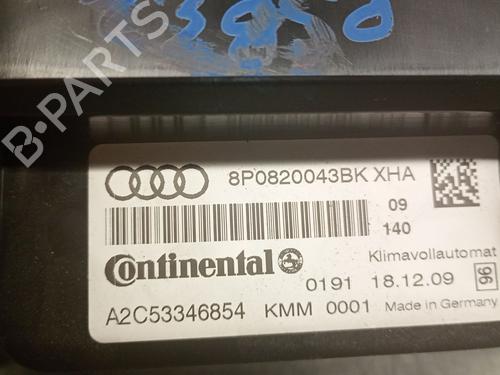 8P0820043BK XHA
09
140
Continental
Klimavollautomat
0191 18.12.09
96
A2C53346854 KMM 0001 Made in Germany
B-PARTS